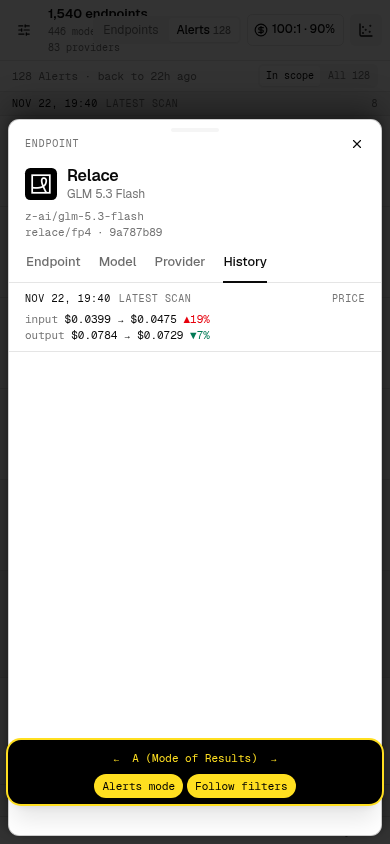 1,540 endpoints
446 mode
83 providers
Endpoints
Alerts 128
100:1 · 90%
128 Alerts · back to 22h ago
In scope
All 128
NOV 22, 19:40 LATEST SCAN
8
ENDPOINT
Relace
GLM 5.3 Flash
z-ai/glm-5.3-flash
relace/fp4 · 9a787b89
Endpoint Model Provider History
NOV 22, 19:40 LATEST SCAN PRICE
input $0.0399 → $0.0475 ▲19%
output $0.0784 → $0.0729 ▼7%
← A (Mode of Results) →
Alerts mode Follow filters